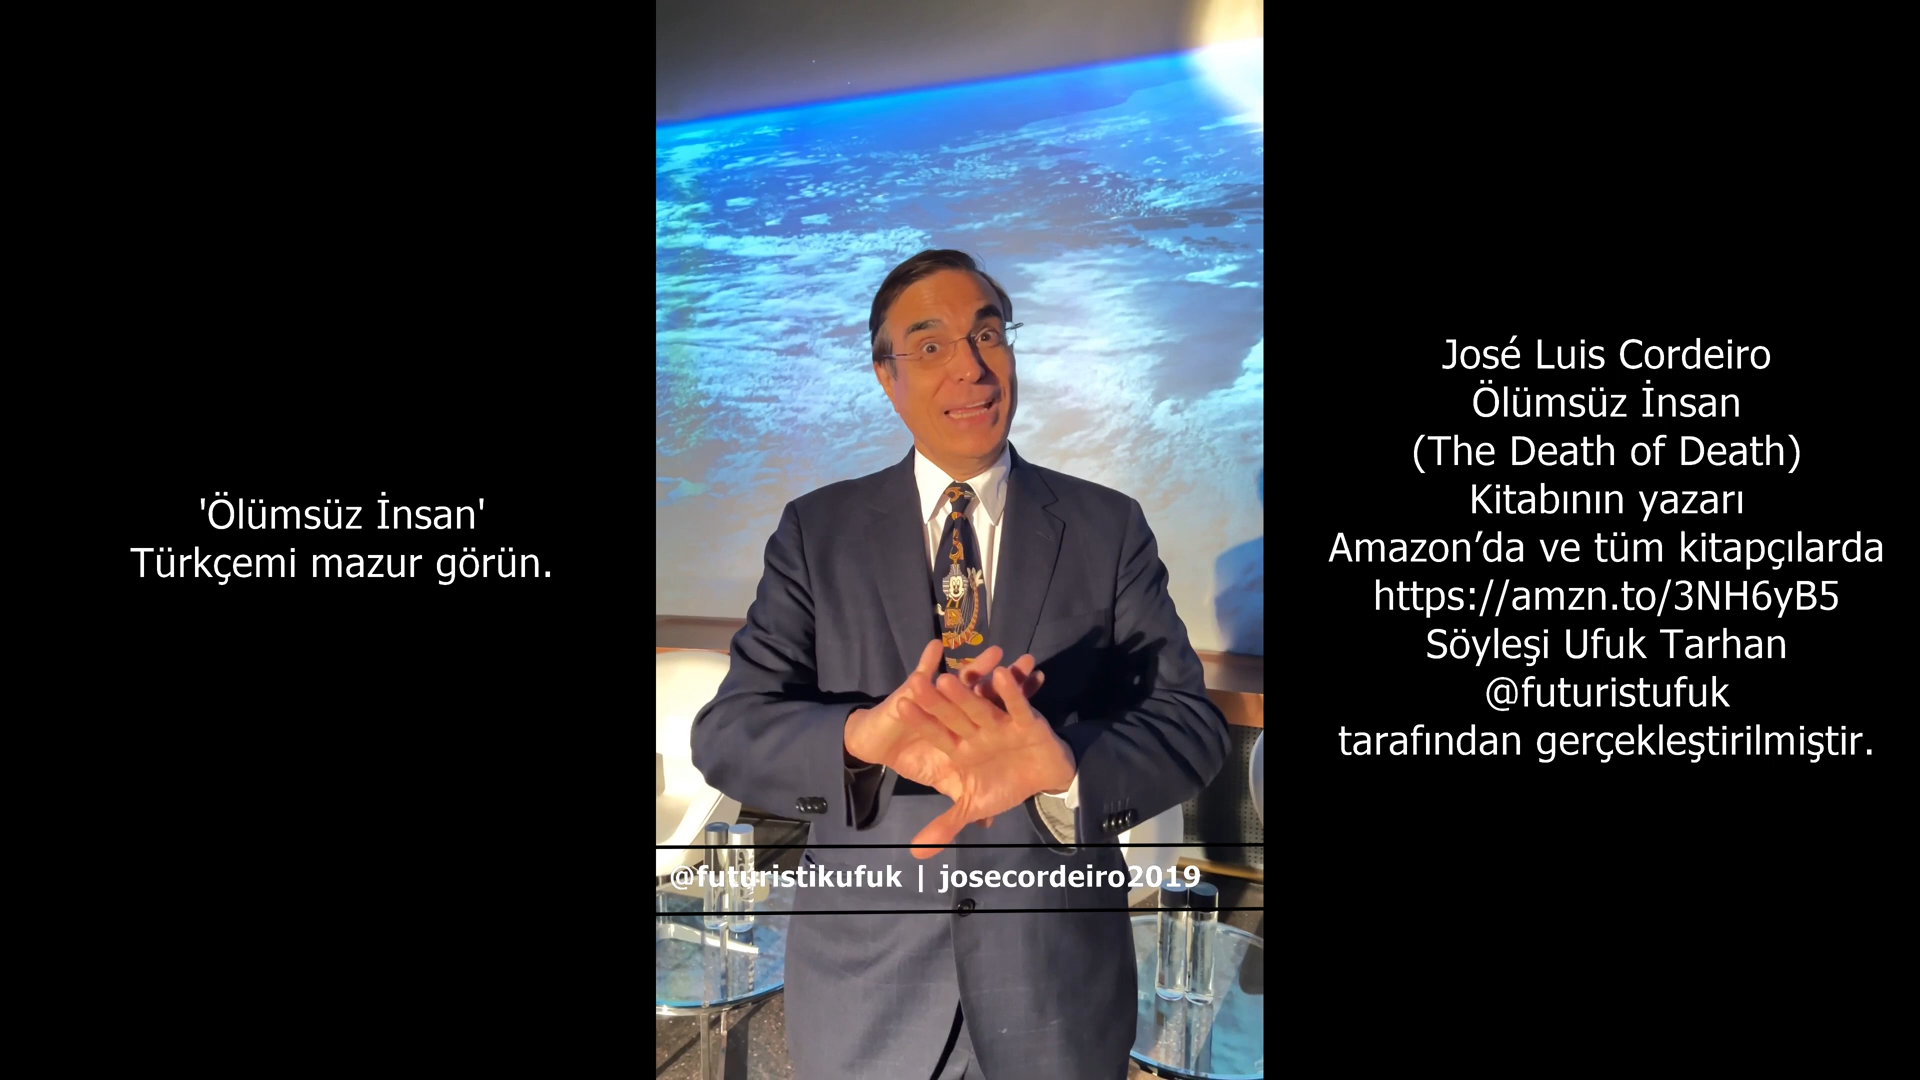 'Ölümsüz İnsan'
Türkçemi mazur görün.
@futuristikufuk | josecordeiro2019
José Luis Cordeiro
Ölümsüz İnsan
(The Death of Death)
Kitabının yazarı
Amazon’da ve tüm kitapçılarda
https://amzn.to/3NH6yB5
Söyleşi Ufuk Tarhan
@futuristufuk
tarafından gerçekleştirilmiştir.